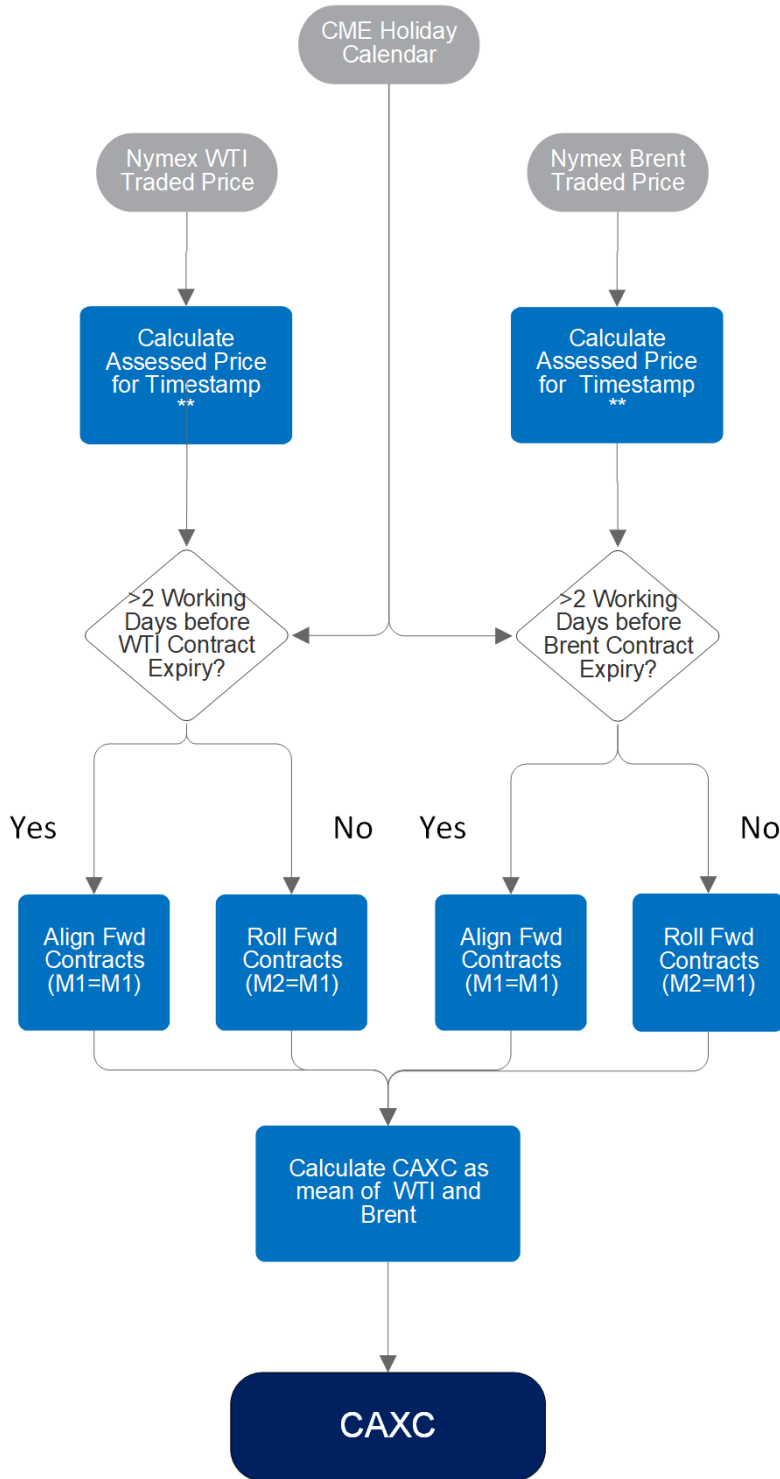 CME Holiday
Calendar
Nymex WTI
Traded Price
Nymex Brent
Traded Price
Calculate
Assessed Price
for Timestamp
**
Calculate
Assessed Price
for  Timestamp
**
>2 Working
Days before
WTI Contract
Expiry?
>2 Working
Days before
Brent Contract
Expiry?
Yes
No
Yes
No
Align Fwd
Contracts
(M1=M1)
Roll Fwd
Contracts
(M2=M1)
Align Fwd
Contracts
(M1=M1)
Roll Fwd
Contracts
(M2=M1)
Calculate CAXC as
mean of  WTI and
Brent
CAXC